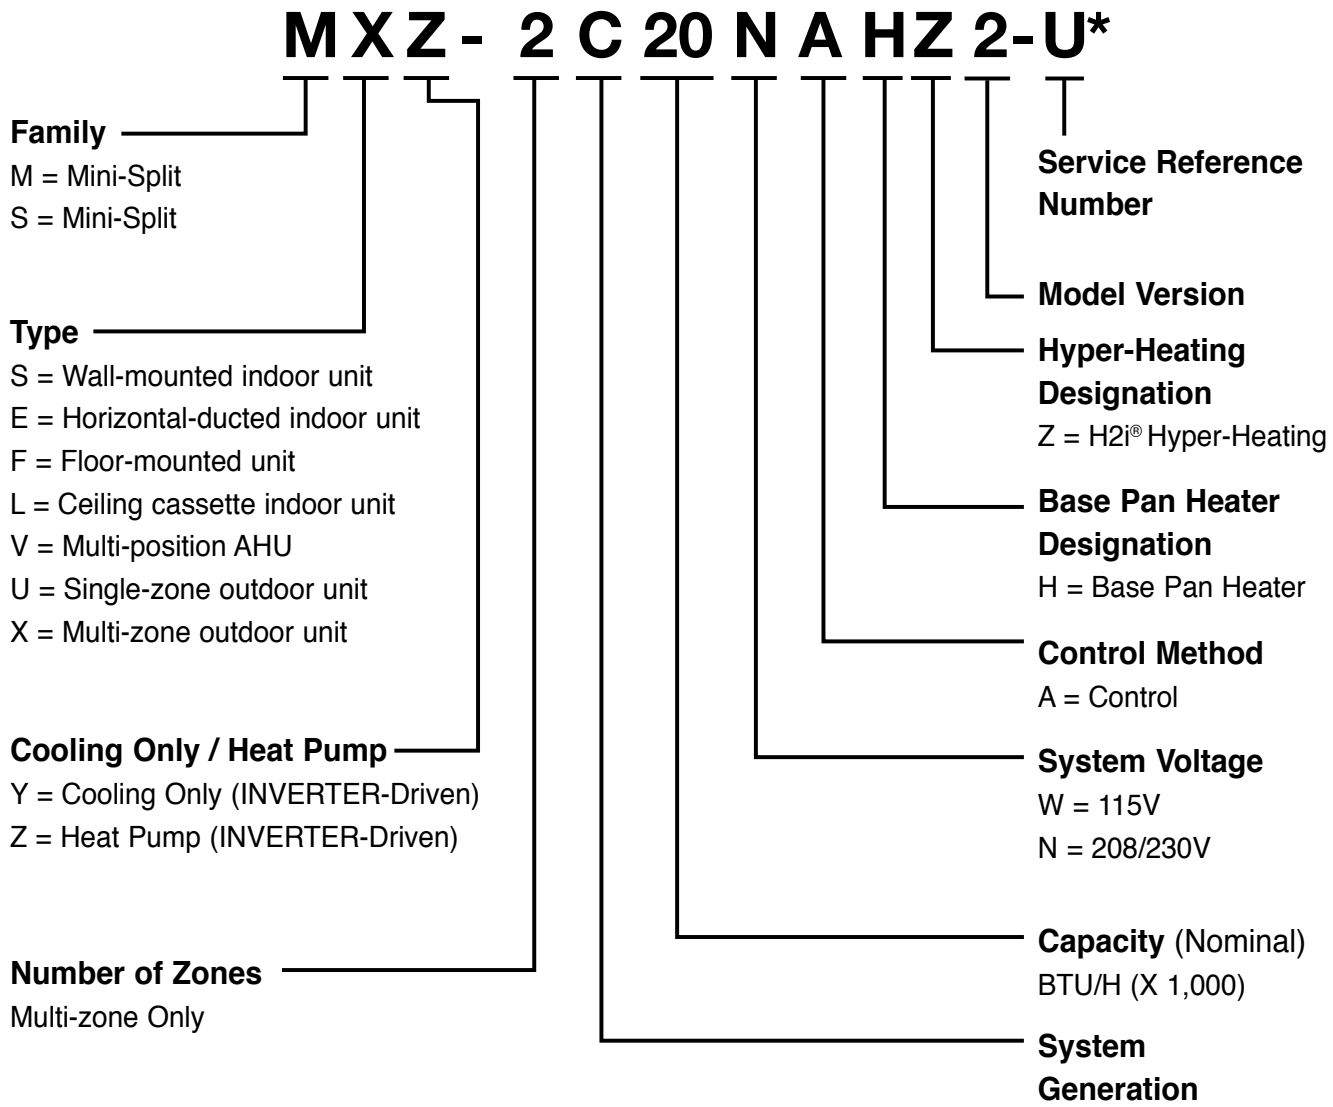 MXZ- 2 C 20 N A HZ 2-U*
Family
M = Mini-Split
S = Mini-Split
Type
S = Wall-mounted indoor unit
E = Horizontal-ducted indoor unit
F = Floor-mounted unit
L = Ceiling cassette indoor unit
V = Multi-position AHU
U = Single-zone outdoor unit
X = Multi-zone outdoor unit
Cooling Only / Heat Pump
Y = Cooling Only (INVERTER-Driven)
Z = Heat Pump (INVERTER-Driven)
Number of Zones
Multi-zone Only
Service Reference
Number
Model Version
Hyper-Heating
Designation
Z = H2i® Hyper-Heating
Base Pan Heater
Designation
H = Base Pan Heater
Control Method
A = Control
System Voltage
W = 115V
N = 208/230V
Capacity (Nominal)
BTU/H (X 1,000)
System
Generation